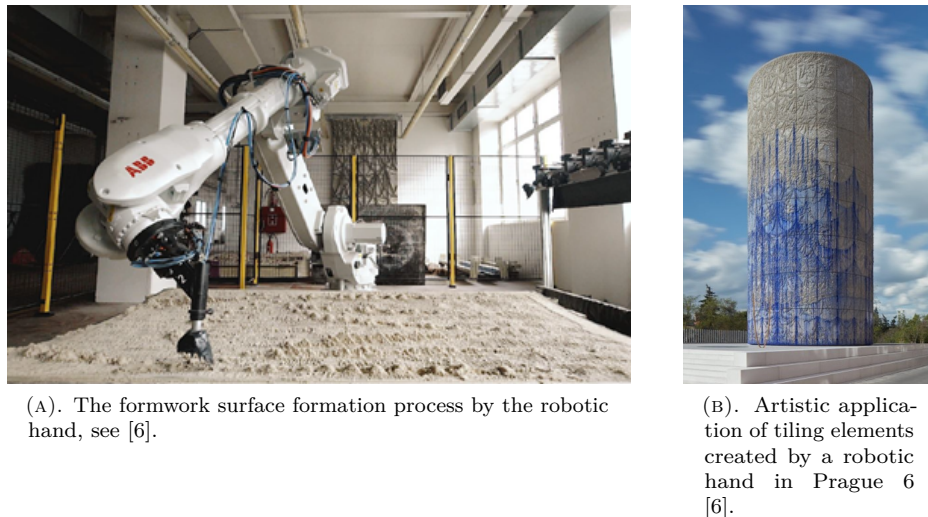 ABB
(A). The formwork surface formation process by the robotic
hand, see [6].
(B). Artistic applica-
tion of tiling elements
created by a robotic
hand in Prague 6
[6].